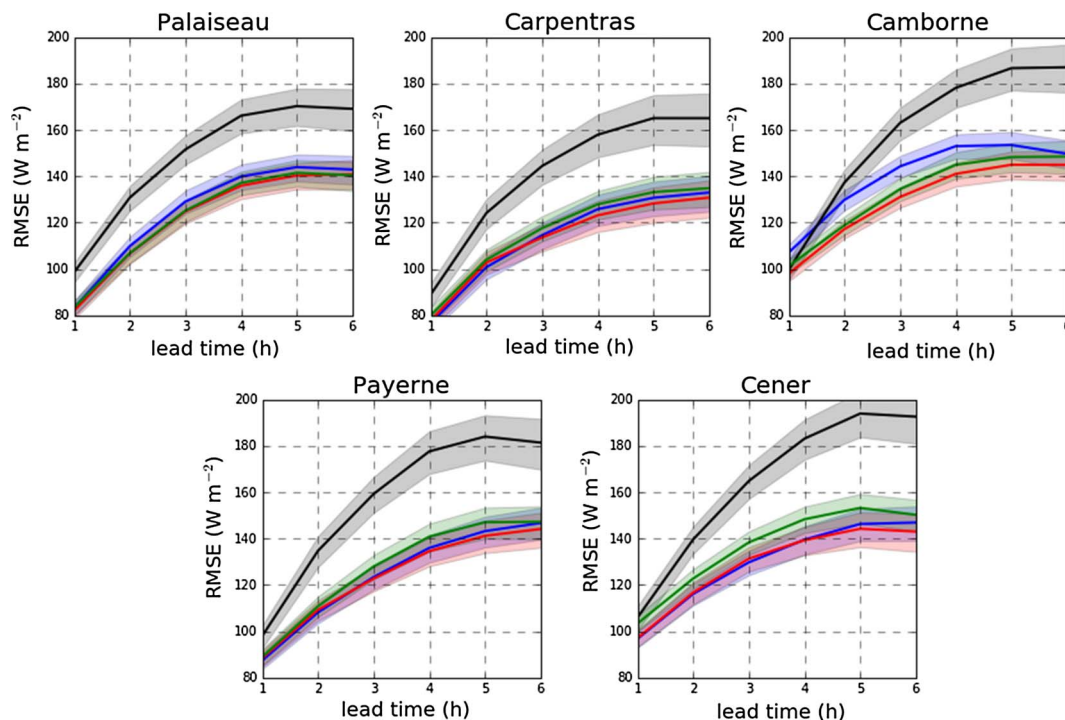 Palaiseau Carpentras Camborne
200 200 200
180 180 180
160 160 160
140 140 140
120 120 120
100 100 100
80 80 80
RMSE (W m⁻²) RMSE (W m⁻²) RMSE (W m⁻²)
1 2 3 4 5 6 1 2 3 4 5 6 1 2 3 4 5
lead time (h) lead time (h) lead time (h)
Payerne Cener
200 200
180 180
160 160
140 140
120 120
100 100
80 80
RMSE (W m⁻²) RMSE (W m⁻²)
1 2 3 4 5 6 1 2 3 4 5 6
lead time (h) lead time (h)